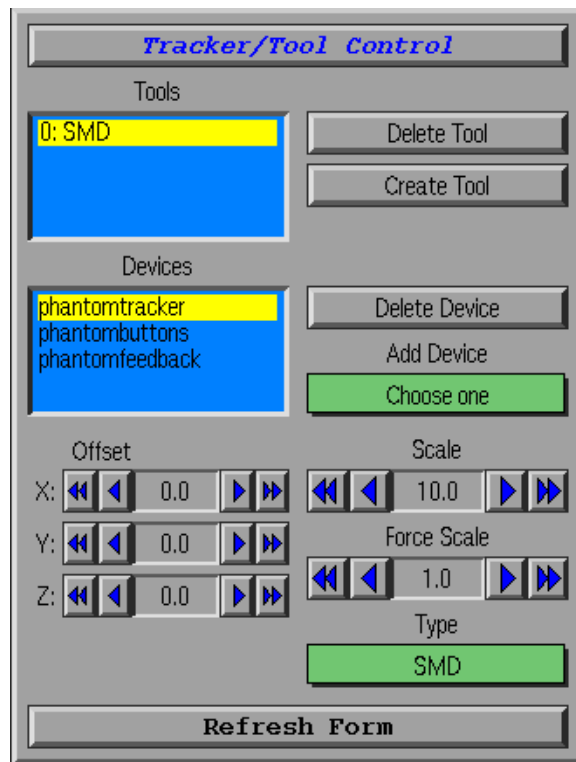 Tracker/Tool Control
Tools
0: SMD
Delete Tool
Create Tool
Devices
phantomtracker
phantombuttons
phantomfeedback
Delete Device
Add Device
Choose one
Offset
X: 0.0
Y: 0.0
Z: 0.0
Scale
10.0
Force Scale
1.0
Type
SMD
Refresh Form